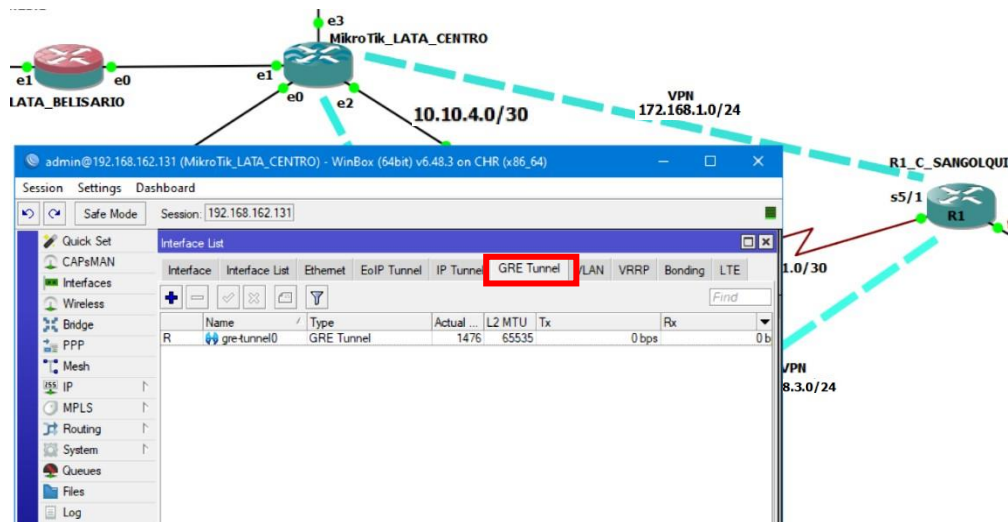 e3
MikroTik_LATA_CENTRO
e1
e0
e1
LATA_BELISARIO
e0
e2
10.10.4.0/30
VPN
172.168.1.0/24
R1_C_SANGOLQUI
s5/1
R1
1.0/30
VPN
8.3.0/24
admin@192.168.162.131 (MikroTik_LATA_CENTRO) - WinBox (64bit) v6.48.3 on CHR (x86_64)
Session Settings Dashboard
Safe Mode Session: 192.168.162.131
Quick Set
CAPsMAN
Interfaces
Wireless
Bridge
PPP
Mesh
IP
MPLS
Routing
System
Queues
Files
Log
Interface List
Interface Interface List Ethernet EoIP Tunnel IP Tunnel GRE Tunnel VLAN VRRP Bonding LTE
Find
Name Type Actual ... L2 MTU Tx Rx
R gre-tunnel0 GRE Tunnel 1476 65535 0 bps 0 b